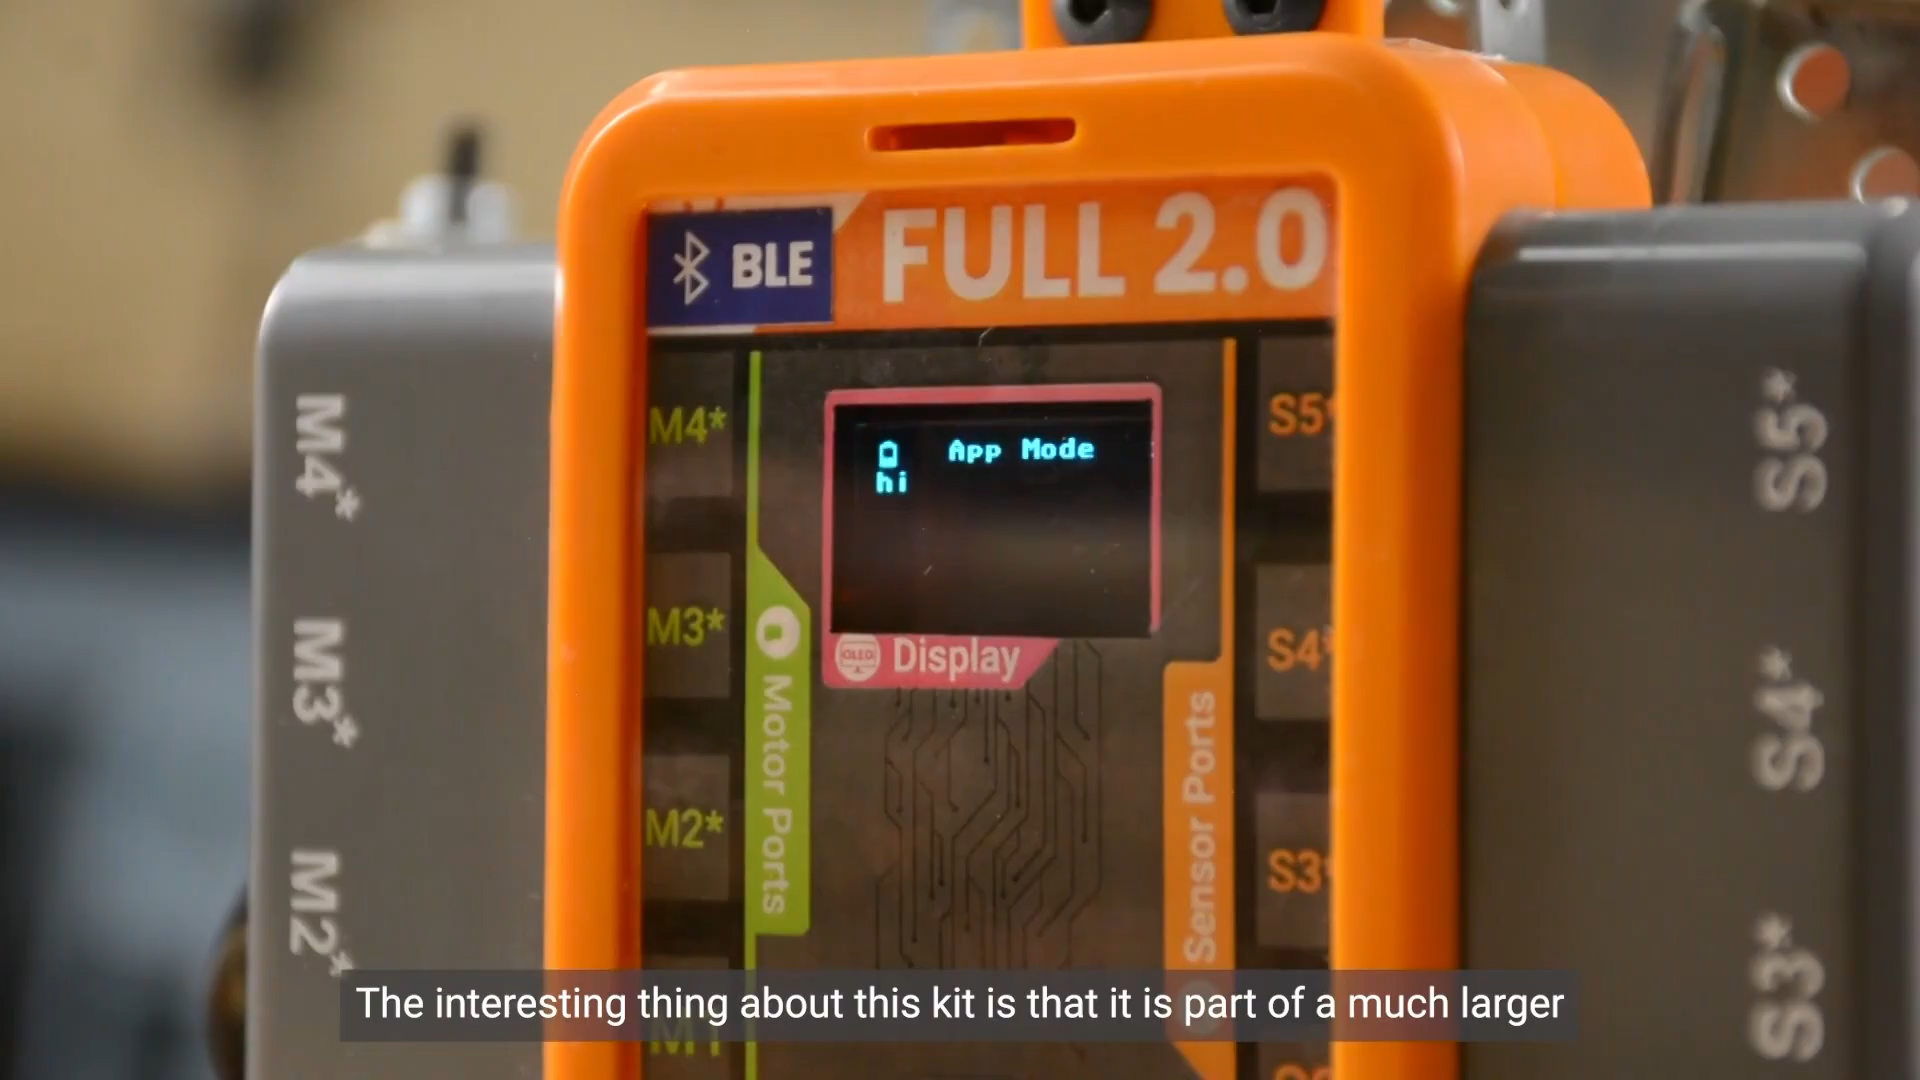 BLE FULL 2.0
M4*
M3*
M2*
M1
M4*
M3*
M2*
Motor Ports
App Mode
hi
OLED Display
Sensor Ports
S5*
S4*
S3*
S5*
S4*
S3*
The interesting thing about this kit is that it is part of a much larger